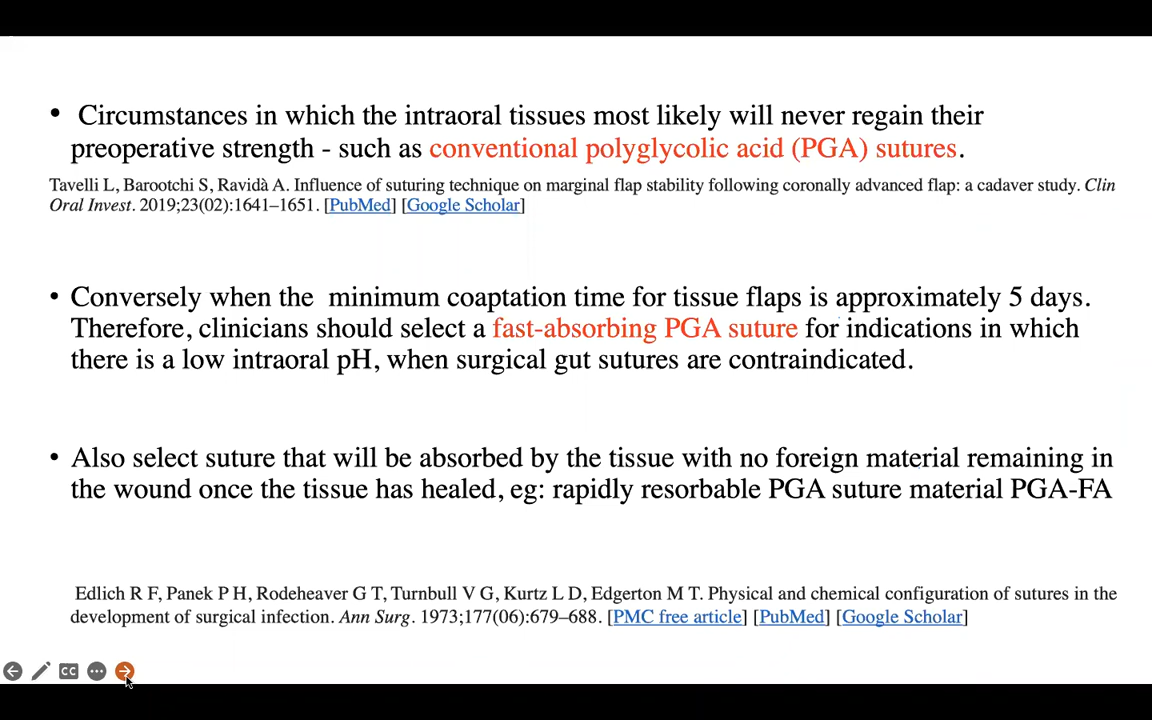 • Circumstances in which the intraoral tissues most likely will never regain their
preoperative strength - such as conventional polyglycolic acid (PGA) sutures.
Tavelli L, Barootchi S, Ravidà A. Influence of suturing technique on marginal flap stability following coronally advanced flap: a cadaver study. Clin
Oral Invest. 2019;23(02):1641–1651. [PubMed] [Google Scholar]
• Conversely when the minimum coaptation time for tissue flaps is approximately 5 days.
Therefore, clinicians should select a fast-absorbing PGA suture for indications in which
there is a low intraoral pH, when surgical gut sutures are contraindicated.
• Also select suture that will be absorbed by the tissue with no foreign material remaining in
the wound once the tissue has healed, eg: rapidly resorbable PGA suture material PGA-FA
Edlich R F, Panek P H, Rodeheaver G T, Turnbull V G, Kurtz L D, Edgerton M T. Physical and chemical configuration of sutures in the
development of surgical infection. Ann Surg. 1973;177(06):679–688. [PMC free article] [PubMed] [Google Scholar]
CC